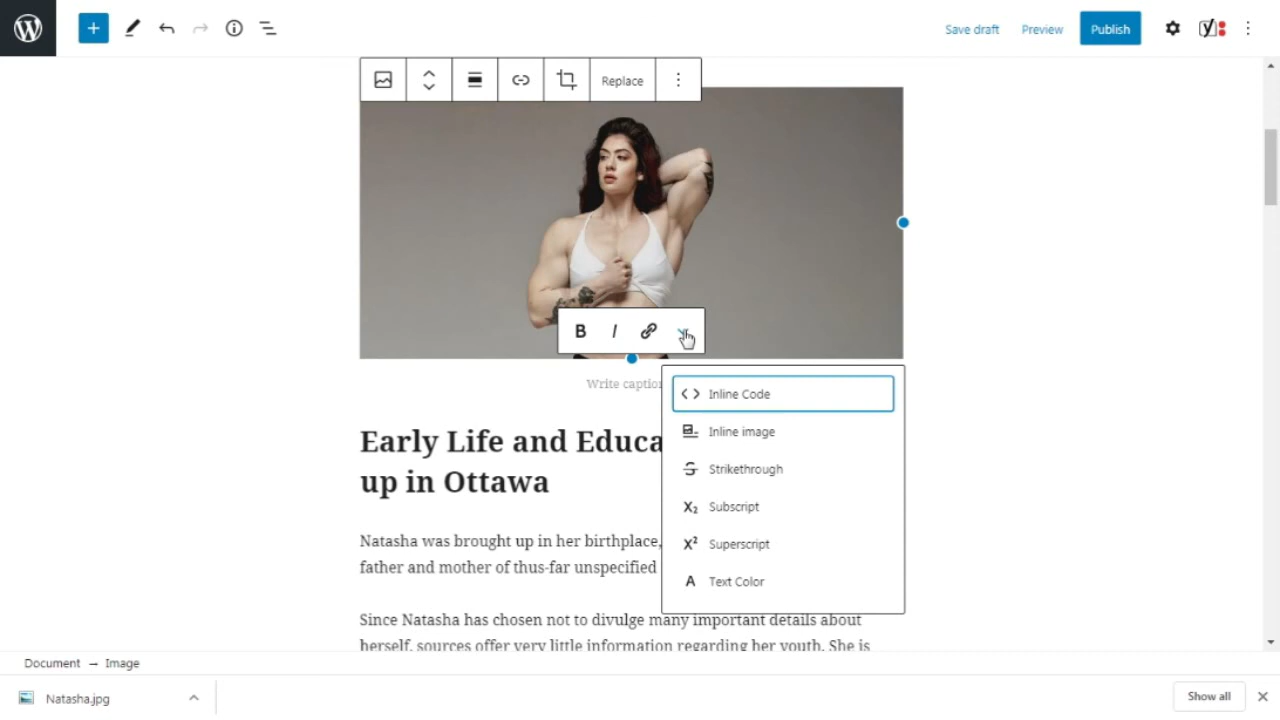 Save draft
Preview
Publish
Replace
B I
Write caption
Inline Code
Inline image
Strikethrough
Subscript
Superscript
A Text Color
Early Life and Educa
up in Ottawa
Natasha was brought up in her birthplace,
father and mother of thus-far unspecified
Since Natasha has chosen not to divulge many important details about
herself, sources offer very little information regarding her youth. She is
Document → Image
Natasha.jpg
Show all